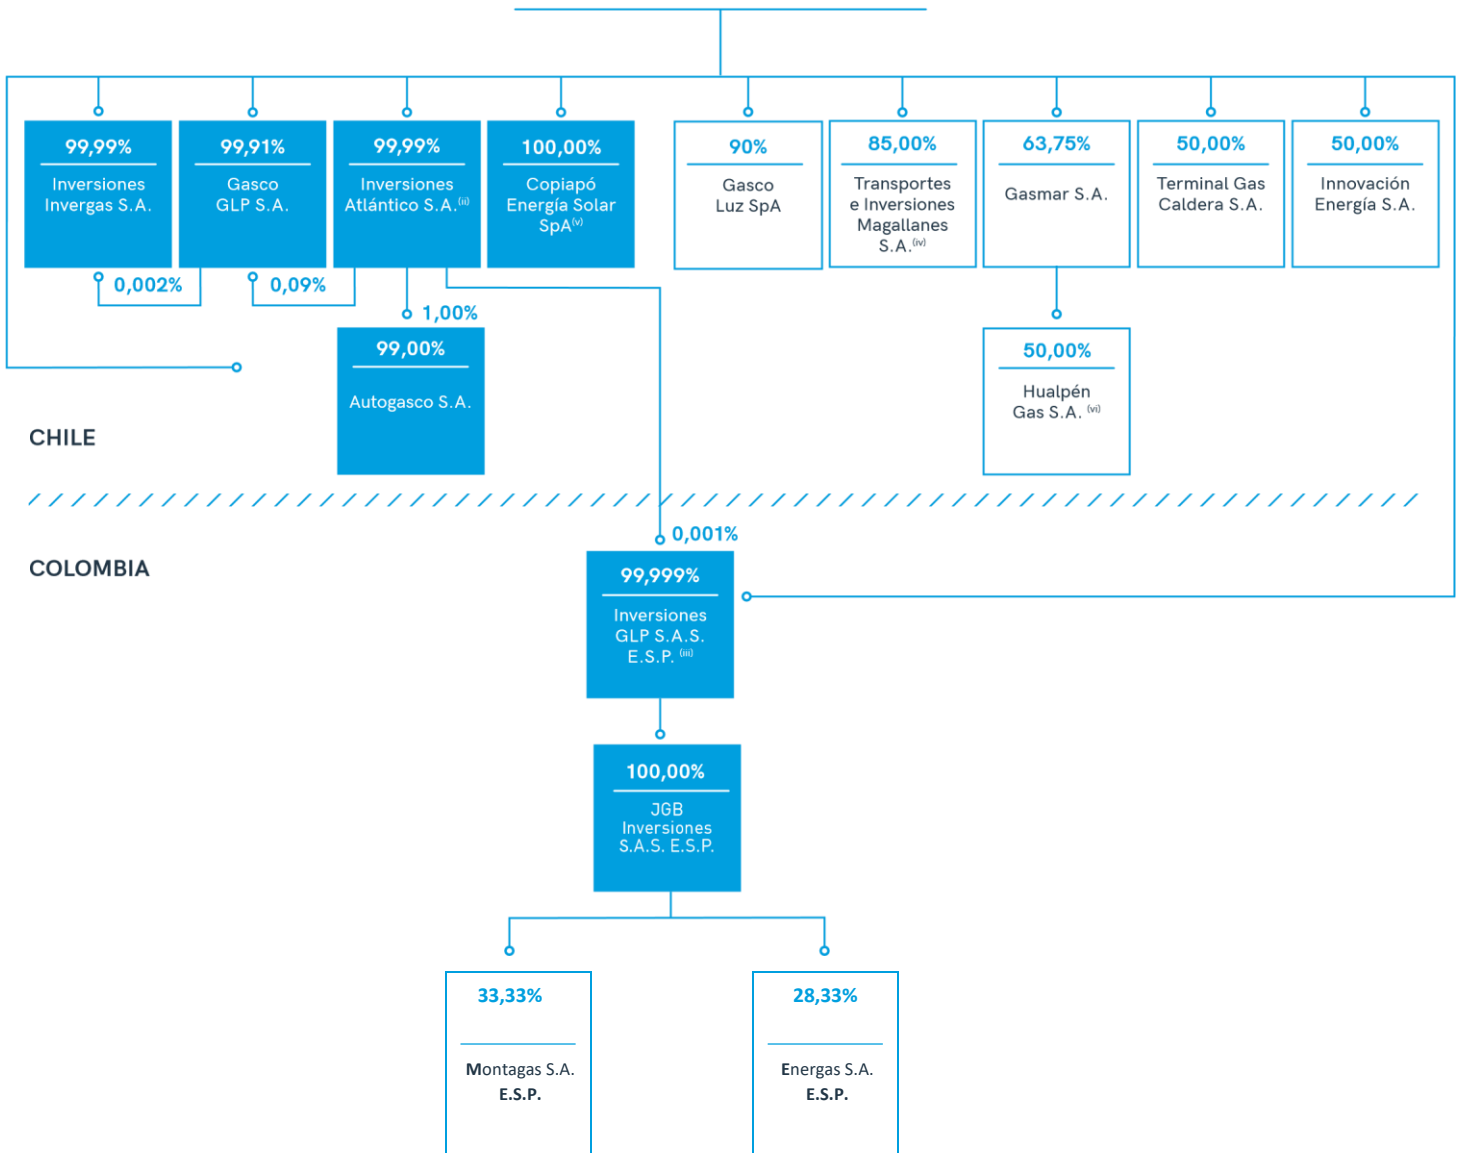 99,99%
Inversiones
Invergas S.A.
99,91%
Gasco
GLP S.A.
99,99%
Inversiones
Atlántico S.A.(ii)
100,00%
Copiapó
Energía Solar
SpA(v)
90%
Gasco
Luz SpA
85,00%
Transportes
e Inversiones
Magallanes
S.A.(iv)
63,75%
Gasmar S.A.
50,00%
Terminal Gas
Caldera S.A.
50,00%
Innovación
Energía S.A.
0,002%
0,09%
1,00%
99,00%
Autogasco S.A.
50,00%
Hualpén
Gas S.A. (vi)
CHILE
COLOMBIA
0,001%
99,999%
Inversiones
GLP S.A.S.
E.S.P. (iii)
100,00%
JGB
Inversiones
S.A.S. E.S.P.
33,33%
Montagas S.A.
E.S.P.
28,33%
Energas S.A.
E.S.P.